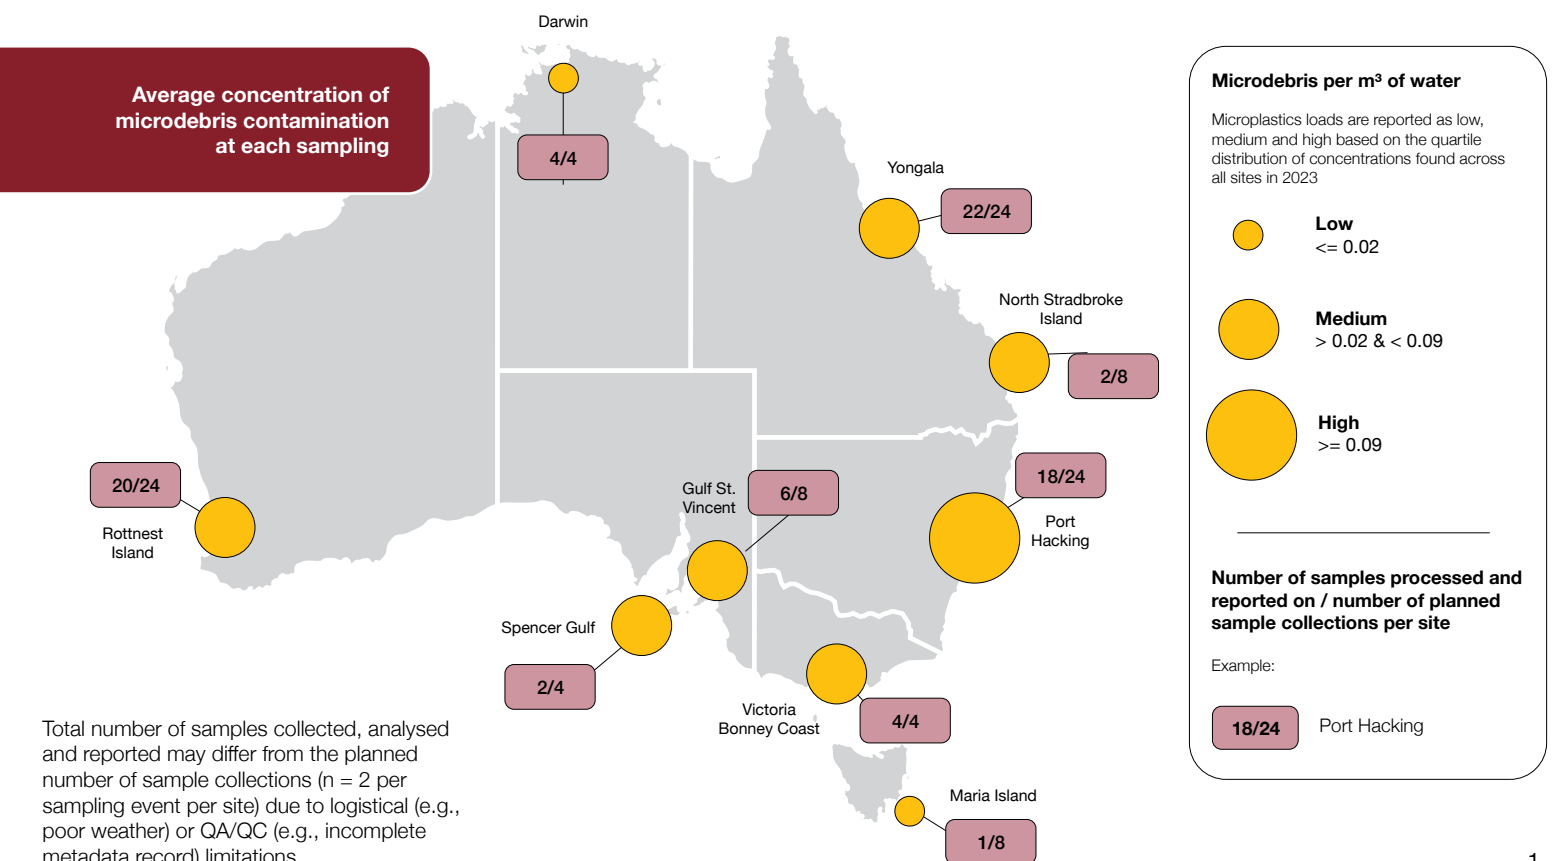 Darwin
Average concentration of
microdebris contamination
at each sampling
4/4
Yongala
22/24
North Stradbroke
Island
2/8
20/24
Rottnest
Island
Gulf St.
Vincent
6/8
18/24
Port
Hacking
Spencer Gulf
2/4
Victoria
Bonney Coast
4/4
Maria Island
1/8
Total number of samples collected, analysed
and reported may differ from the planned
number of sample collections (n = 2 per
sampling event per site) due to logistical (e.g.,
poor weather) or QA/QC (e.g., incomplete
metadata record) limitations
Microdebris per m³ of water
Microplastics loads are reported as low,
medium and high based on the quartile
distribution of concentrations found across
all sites in 2023
Low
<= 0.02
Medium
> 0.02 & < 0.09
High
>= 0.09
Number of samples processed and
reported on / number of planned
sample collections per site
Example:
18/24
Port Hacking